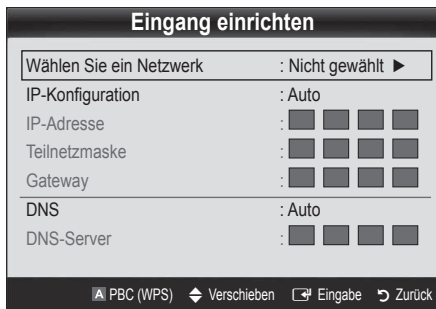 Eingang einrichten
Wählen Sie ein Netzwerk : Nicht gewählt ►
IP-Konfiguration : Auto
IP-Adresse :
Teilnetzmaske :
Gateway :
DNS : Auto
DNS-Server :
A PBC (WPS) Verschieben Eingabe Zurück